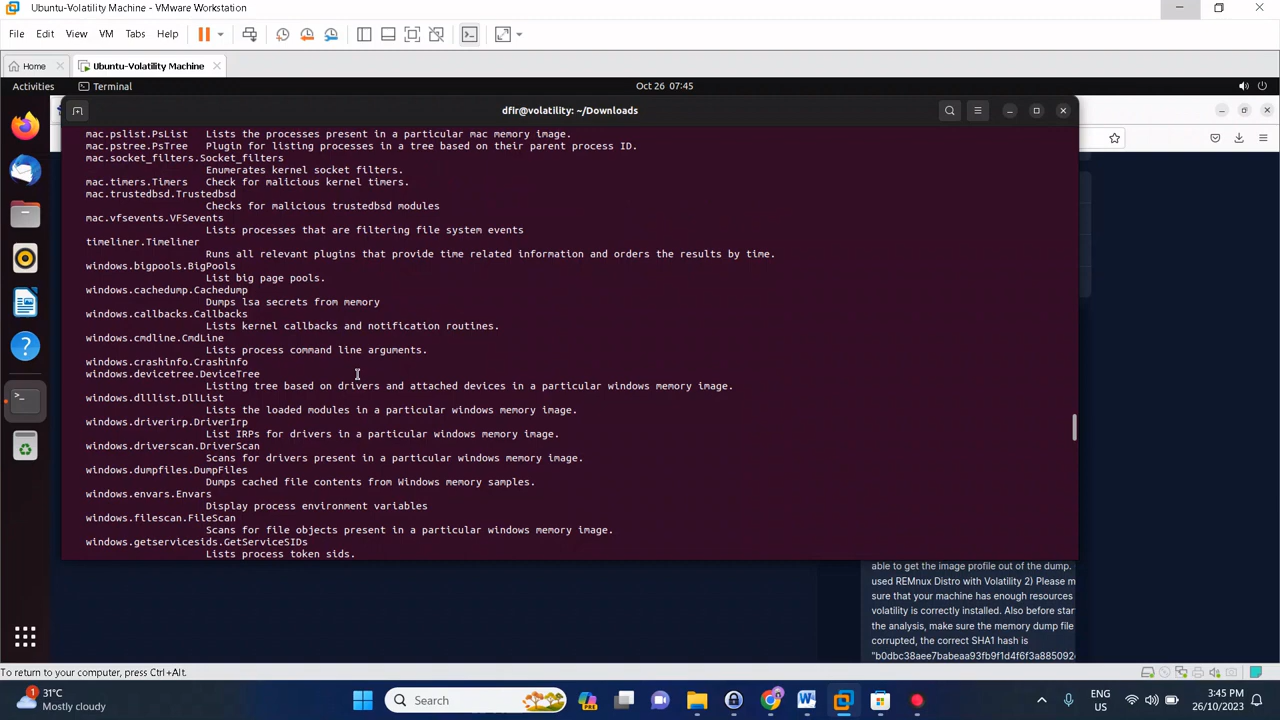 Ubuntu-Volatility Machine - VMware Workstation
File Edit View VM Tabs Help
Home Ubuntu-Volatility Machine
Activities Terminal Oct 26 07:45
dfir@volatility: ~/Downloads
mac.pslist.PsList Lists the processes present in a particular mac memory image.
mac.pstree.PsTree Plugin for listing processes in a tree based on their parent process ID.
mac.socket_filters.Socket_filters
Enumerates kernel socket filters.
mac.timers.Timers Check for malicious kernel timers.
mac.trustedbsd.Trustedbsd
Checks for malicious trustedbsd modules
mac.vfsevents.VFSevents
Lists processes that are filtering file system events
timeliner.Timeliner
Runs all relevant plugins that provide time related information and orders the results by time.
windows.bigpools.BigPools
List big page pools.
windows.cachedump.Cachedump
Dumps lsa secrets from memory
windows.callbacks.Callbacks
Lists kernel callbacks and notification routines.
windows.cmdline.CmdLine
Lists process command line arguments.
windows.crashinfo.Crashinfo
windows.devicetree.DeviceTree
Listing tree based on drivers and attached devices in a particular windows memory image.
windows.dlllist.DllList
Lists the loaded modules in a particular windows memory image.
windows.driverirp.DriverIrp
List IRPs for drivers in a particular windows memory image.
windows.driverscan.DriverScan
Scans for drivers present in a particular windows memory image.
windows.dumpfiles.DumpFiles
Dumps cached file contents from Windows memory samples.
windows.envars.Envars
Display process environment variables
windows.filescan.FileScan
Scans for file objects present in a particular windows memory image.
windows.getservicesids.GetServiceSIDs
Lists process token sids.
able to get the image profile out of the dump.
used REMnux Distro with Volatility 2) Please m
sure that your machine has enough resources
volatility is correctly installed. Also before star
the analysis, make sure the memory dump file
corrupted, the correct SHA1 hash is
"b0dbc38aee7babeaa93fb9f1d4f6f3a885092
To return to your computer, press Ctrl+Alt.
1
31°C
Mostly cloudy
Search
PRE
ENG
US
3:45 PM
26/10/2023